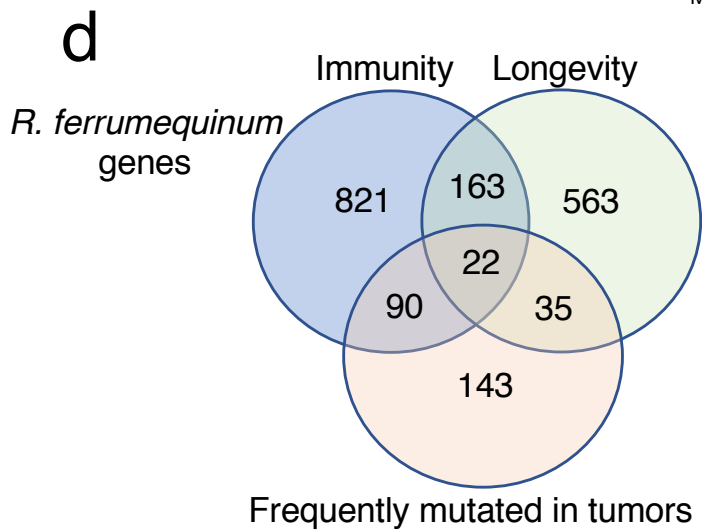 d
Immunity Longevity
R. ferrumequinum
genes
821
163
563
22
90
35
143
Frequently mutated in tumors